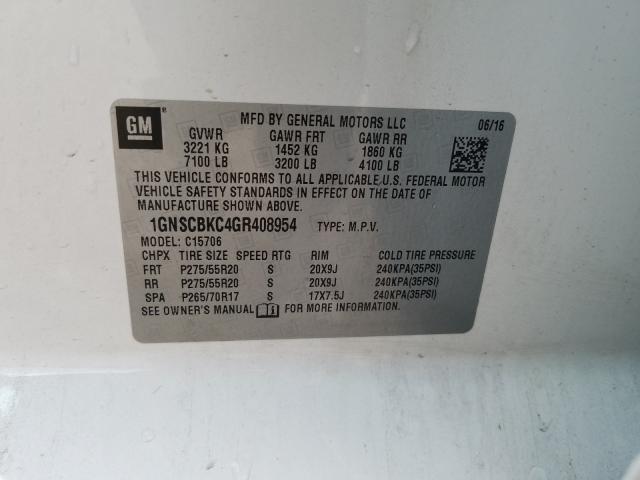 GM
MFD BY GENERAL MOTORS LLC 06/16
GVWR GAWR FRT GAWR RR
3221 KG 1452 KG 1860 KG
7100 LB 3200 LB 4100 LB
THIS VEHICLE CONFORMS TO ALL APPLICABLE U.S. FEDERAL MOTOR
VEHICLE SAFETY STANDARDS IN EFFECT ON THE DATE OF
MANUFACTURE SHOWN ABOVE.
1GNSCBKC4GR408954 TYPE: M.P.V.
MODEL: C15706
CHPX TIRE SIZE SPEED RTG RIM COLD TIRE PRESSURE
FRT P275/55R20 S 20X9J 240KPA(35PSI)
RR P275/55R20 S 20X9J 240KPA(35PSI)
SPA P265/70R17 S 17X7.5J 240KPA(35PSI)
SEE OWNER'S MANUAL FOR MORE INFORMATION.